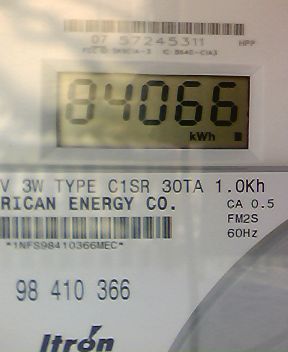 07 57245311 HPP
84066
kWh
V 3W TYPE C1SR 30TA 1.0Kh
RICAN ENERGY CO. CA 0.5
FM2S
*1NFS98410366MEC* 60Hz
98 410 366
Itron